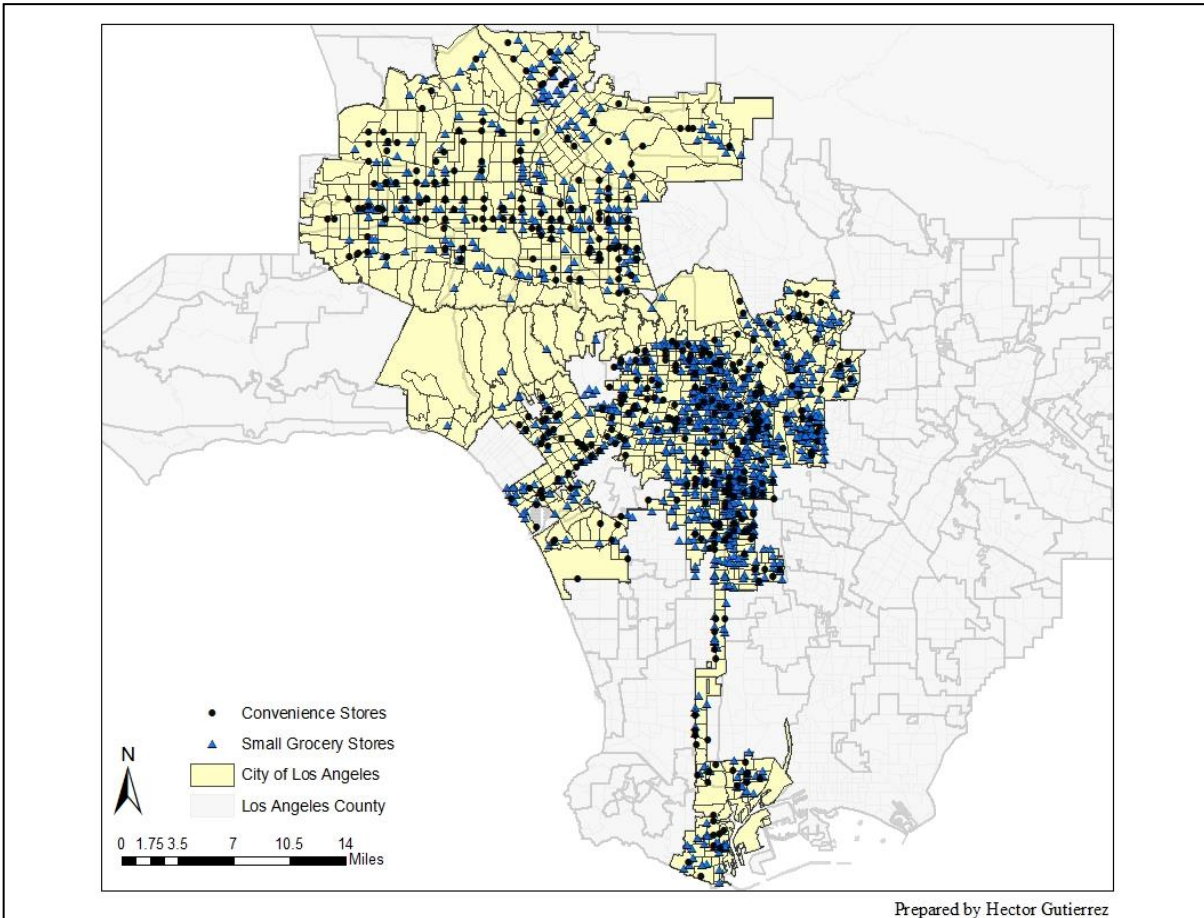 Convenience Stores
Small Grocery Stores
City of Los Angeles
Los Angeles County
N
0 1.75 3.5 7 10.5 14
Miles
Prepared by Hector Gutierrez